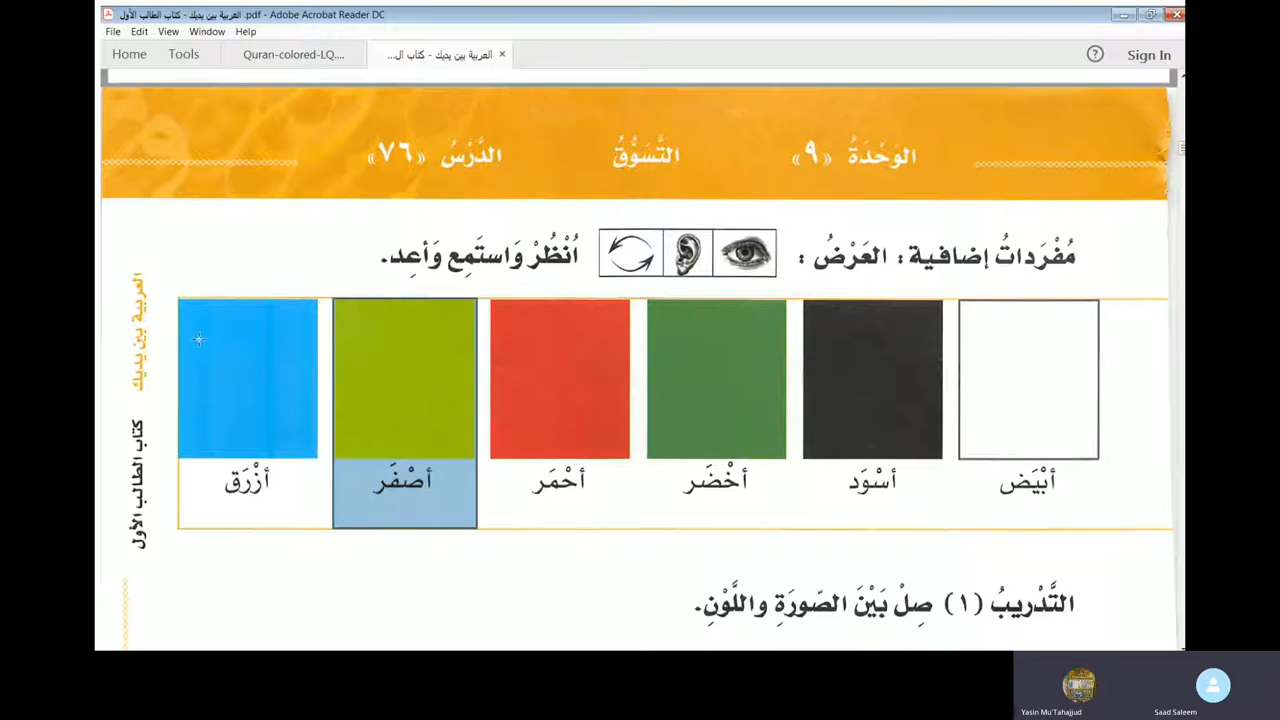 العربية بين يديك - كتاب الطالب الأول .pdf - Adobe Acrobat Reader DC
File Edit View Window Help
Home Tools Quran-colored-LQ.... العربية بين يديك - كتاب ال... × ? Sign In
الوَحْدَةُ «٩» التَّسَوُّقُ الدَّرْسُ «٧٦»
مُفْرَداتُ إضافية : العَرْضُ : اُنْظُرْ وَاستَمِع وَأعِد.
أبْيَض أسْوَد أخْضَر أحْمَر أصْفَر أزْرَق
العربية بين يديك كتاب الطالب الأول
التَّدْريبُ (١) صِلْ بَيْنَ الصّورَةِ واللَّوْنِ.
Yasin Mu'Tahajjud Saad Saleem